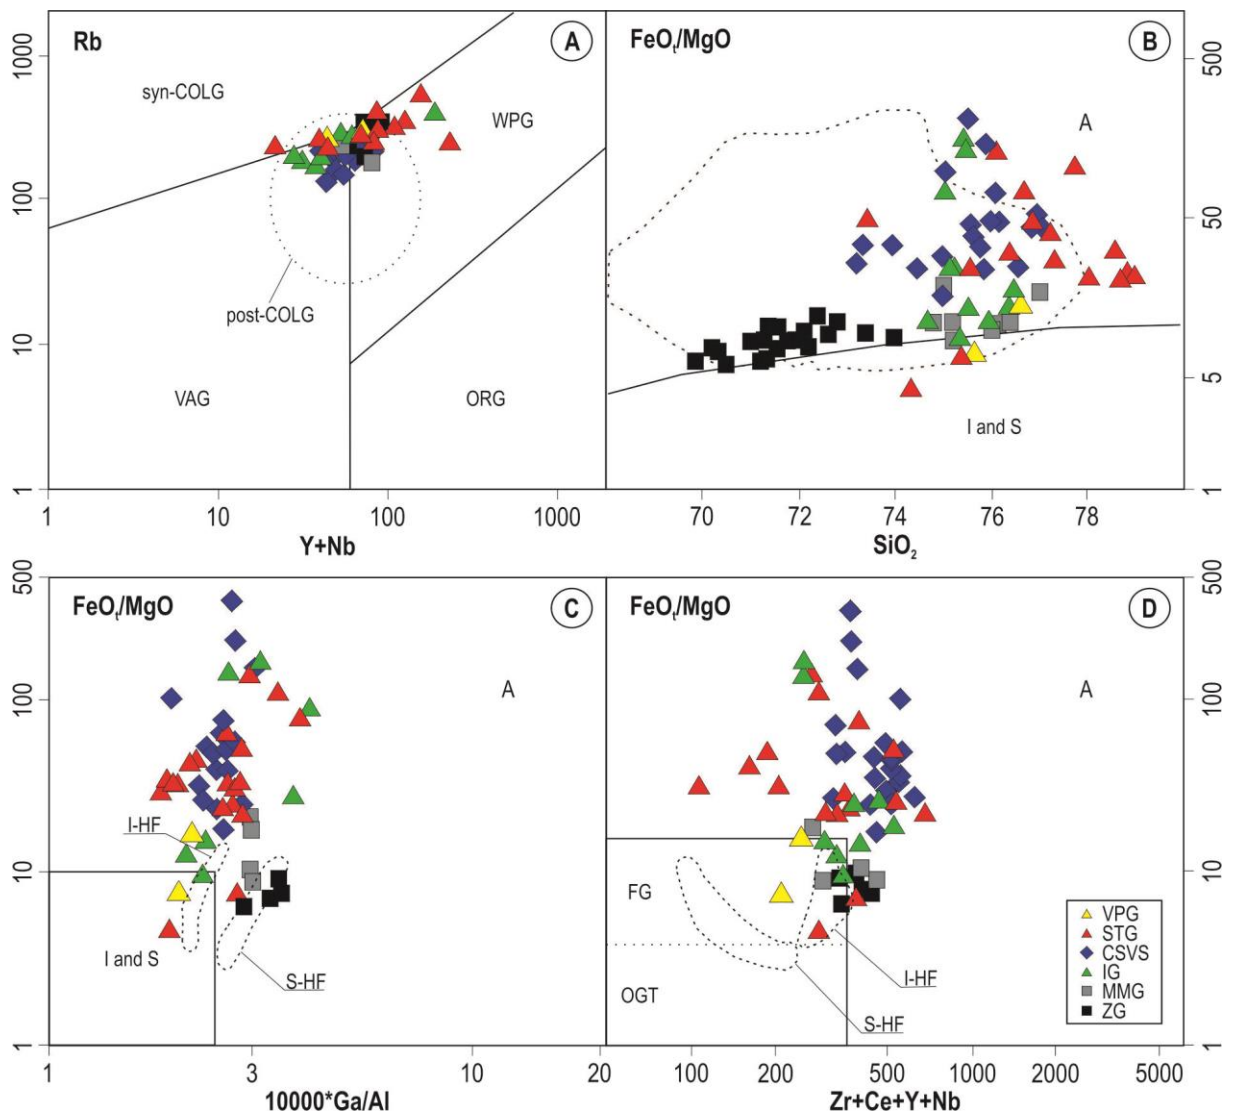 Rb
A
syn-COLG
WPG
post-COLG
VAG
ORG
1000
100
10
1
1
10
100
1000
Y+Nb
FeOt/MgO
B
A
I and S
500
50
5
1
70
72
74
76
78
SiO2
FeOt/MgO
C
A
I-HF
I and S
S-HF
500
100
10
1
1
3
10
20
10000*Ga/Al
FeOt/MgO
D
A
FG
OGT
I-HF
S-HF
VPG
STG
CSVS
IG
MMG
ZG
500
100
10
1
100
200
500
1000
2000
5000
Zr+Ce+Y+Nb